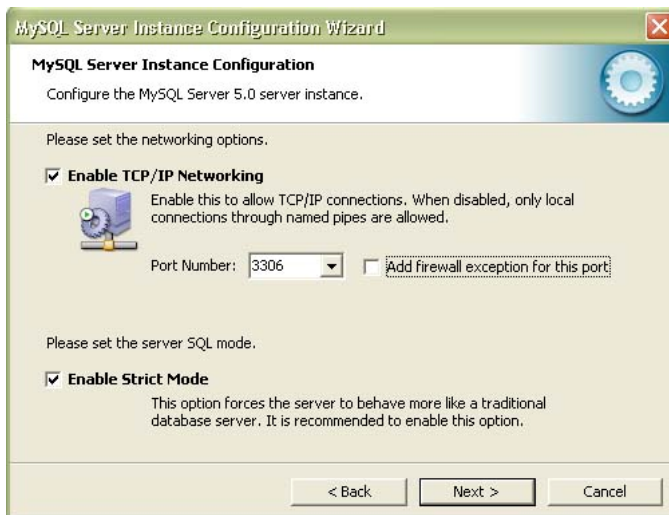 MySQL Server Instance Configuration Wizard
MySQL Server Instance Configuration
Configure the MySQL Server 5.0 server instance.
Please set the networking options.
Enable TCP/IP Networking
Enable this to allow TCP/IP connections. When disabled, only local
connections through named pipes are allowed.
Port Number: 3306 Add firewall exception for this port
Please set the server SQL mode.
Enable Strict Mode
This option forces the server to behave more like a traditional
database server. It is recommended to enable this option.
< Back Next > Cancel